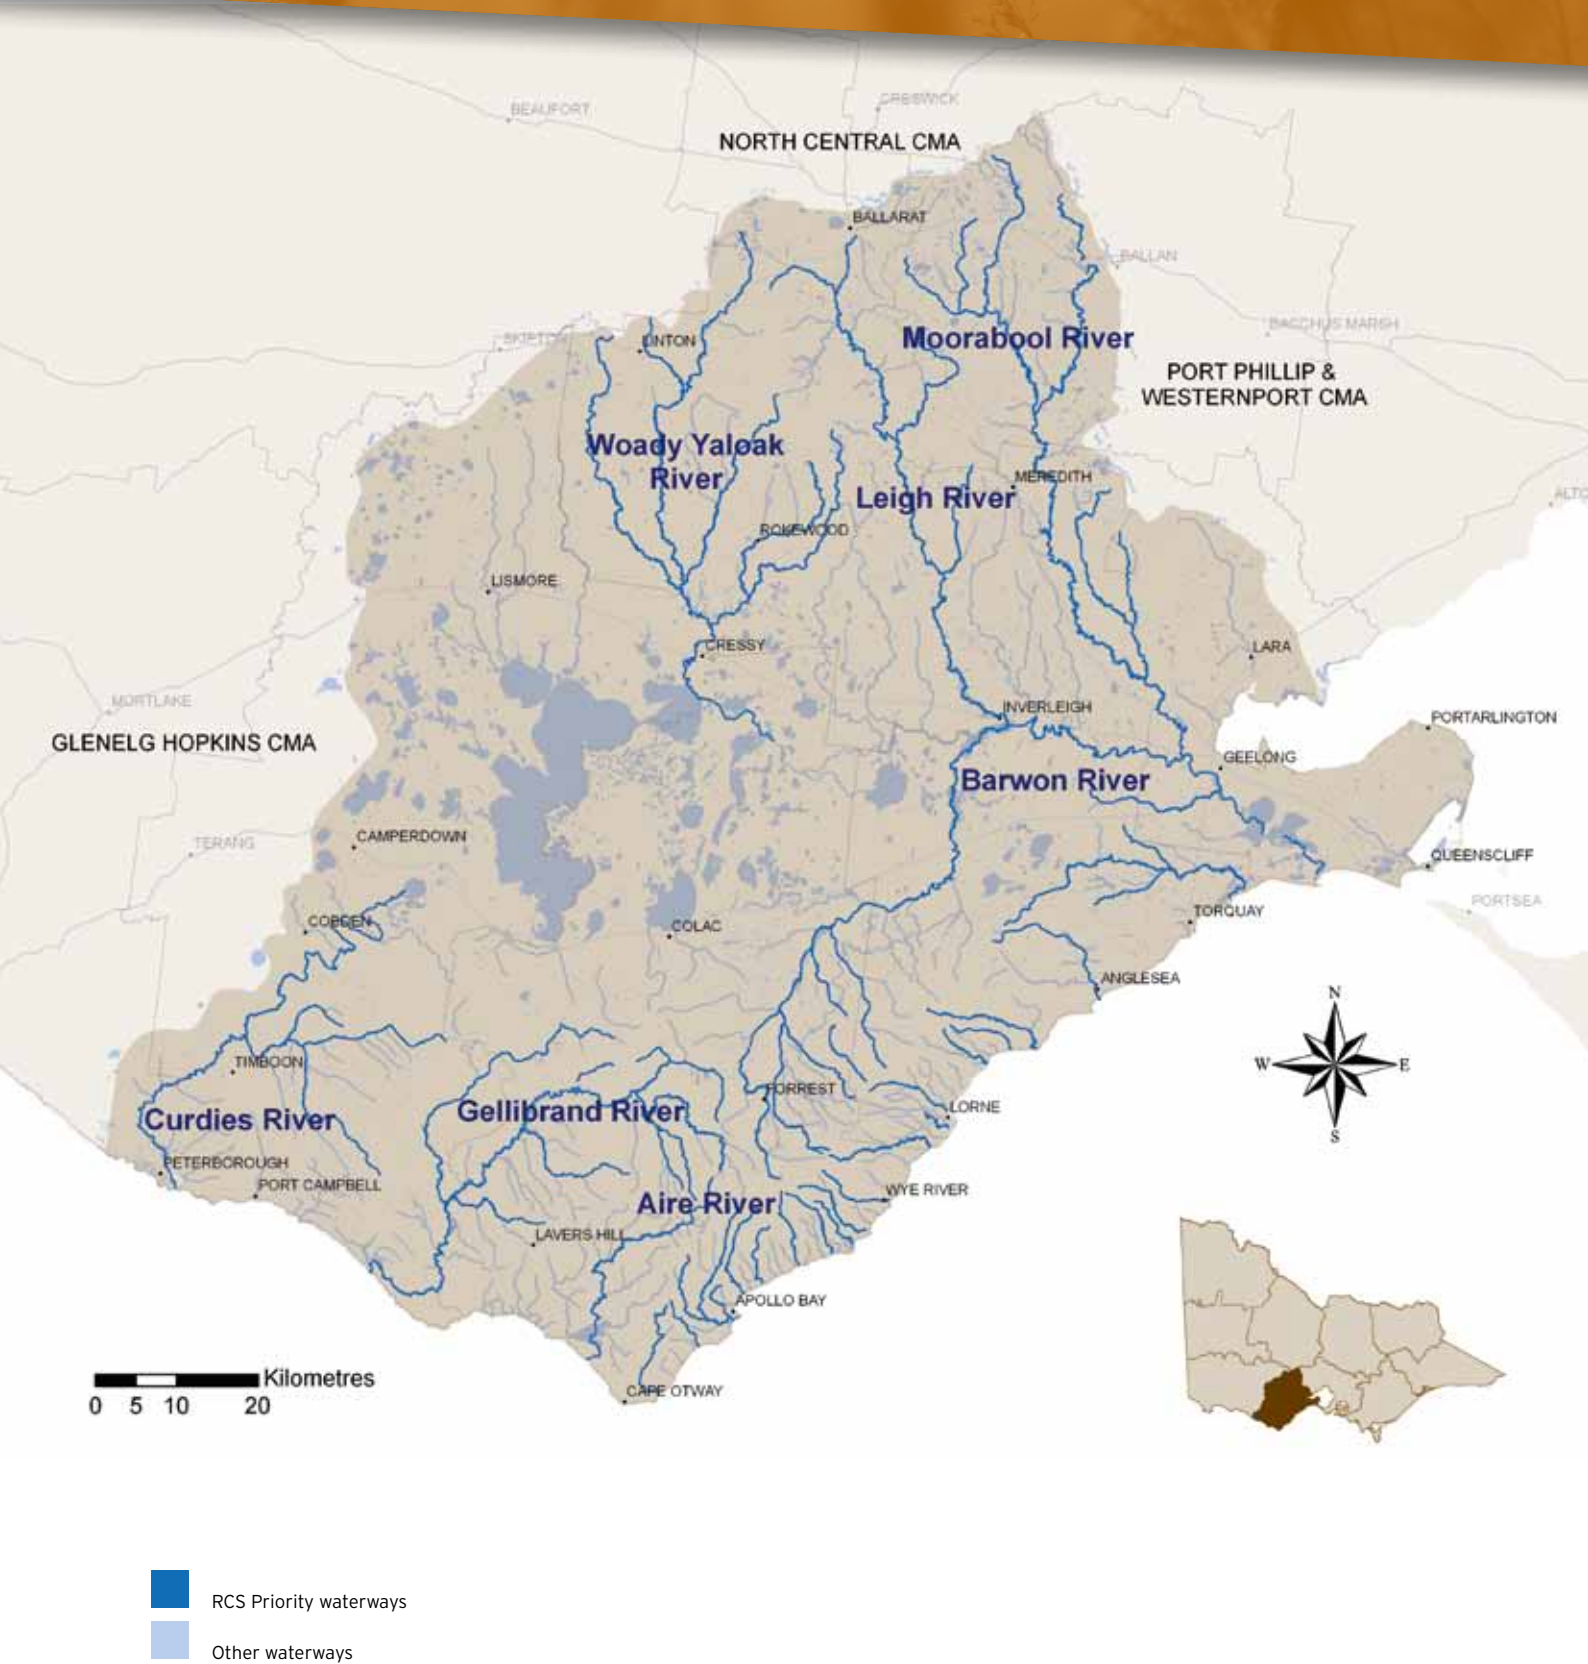 BEAUFORT
CRESWICK
NORTH CENTRAL CMA
BALLARAT
BALLAN
SKIPTON
LINTON
Moorabool River
BACCHUS MARSH
PORT PHILLIP &
WESTERNPORT CMA
Woady Yaloak
River
Leigh River
MEREDITH
ROKEWOOD
LISMORE
CRESSY
LARA
MORTLAKE
INVERLEIGH
PORTARLINGTON
GLENELG HOPKINS CMA
GEELONG
Barwon River
CAMPERDOWN
TERANG
QUEENSCLIFF
PORTSEA
COBDEN
COLAC
TORQUAY
ANGLESEA
N
W
E
S
TIMBOON
FORREST
Curdies River
Gellibrand River
LORNE
PETERBOROUGH
PORT CAMPBELL
Aire River
WYE RIVER
LAVERS HILL
APOLLO BAY
CAPE OTWAY
Kilometres
0 5 10 20
RCS Priority waterways
Other waterways